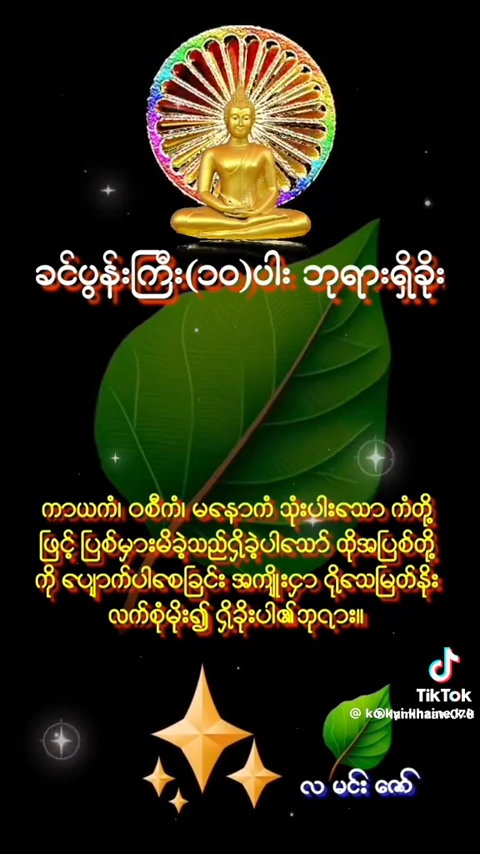 ခင်ပွန်းကြီး(၁၀)ပါး ဘုရားရှိခိုး
ကာယကံ၊ ဝစီကံ၊ မနောကံ သုံးပါးသော ကံတို့
ဖြင့် ပြစ်မှားမိခဲ့သည်ရှိခဲ့ပါသော် ထိုအပြစ်တို့
ကို ပျောက်ပါစေခြင်း အကျိုးငှာ ရိုသေမြတ်နိုး
လက်စုံမိုး၍ ရှိခိုးပါ၏ဘုရား။
TikTok
လ မင်း ဇော်